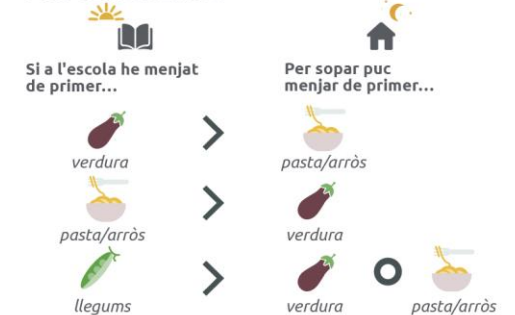 Si a l'escola he menjat
de primer...
Per sopar puc
menjar de primer...
verdura
pasta/arròs
pasta/arròs
verdura
llegums
verdura
O
pasta/arròs